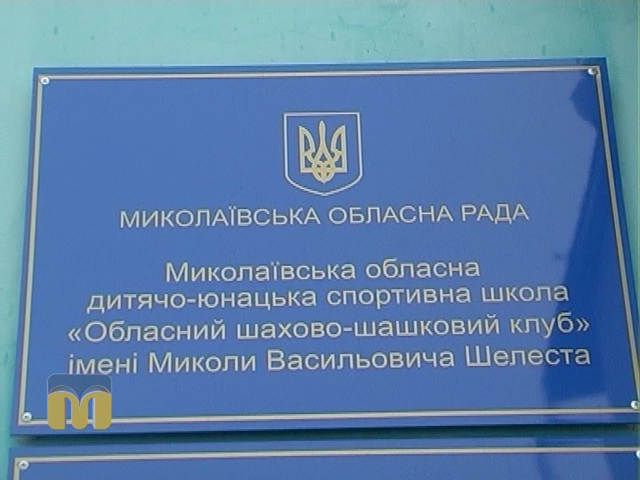 МИКОЛАЇВСЬКА ОБЛАСНА РАДА
Миколаївська обласна
дитячо-юнацька спортивна школа
«Обласний шахово-шашковий клуб»
імені Миколи Васильовича Шелеста